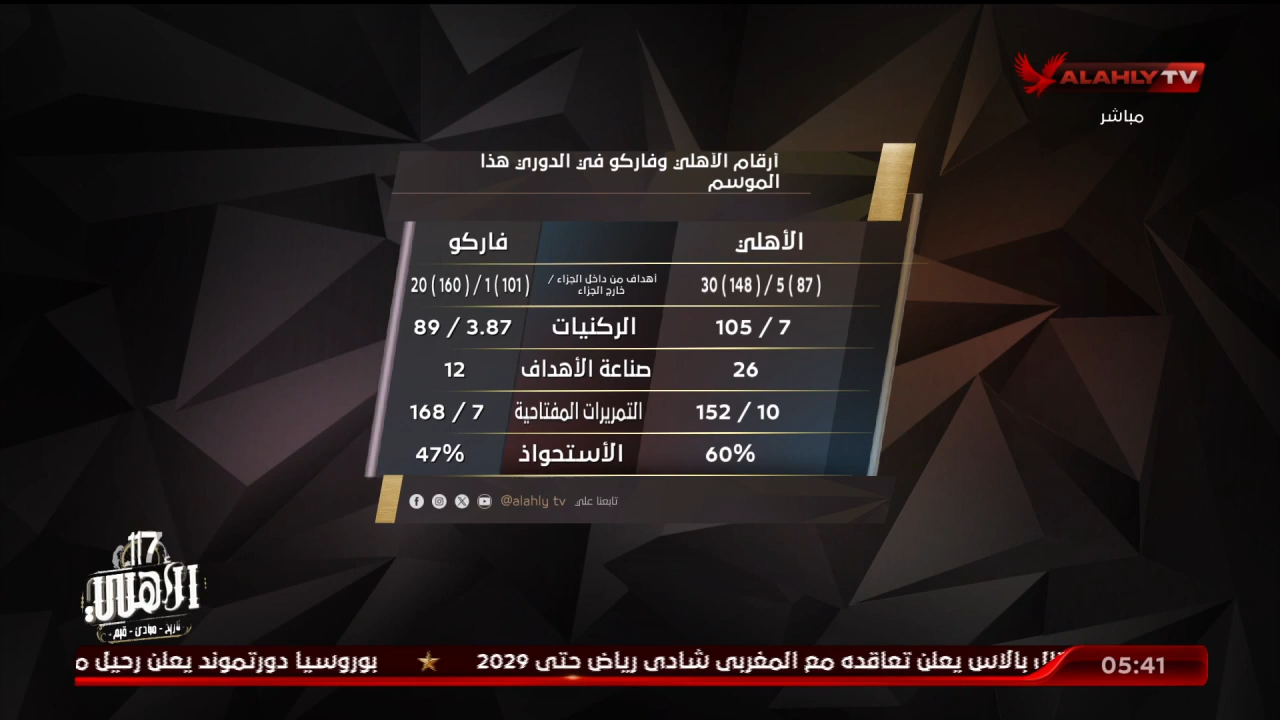 ALAHLY TV
مباشر
أرقام الأهلي وفاركو في الدوري هذا
الموسم
الأهلي فاركو
30 (148) / 5 (87) أهداف من داخل الجزاء / خارج الجزاء 20 (160) / 1 (101)
105 / 7 الركنيات 89 / 3.87
26 صناعة الأهداف 12
152 / 10 التمريرات المفتاحية 168 / 7
60% الأستحواذ 47%
تابعنا علي @alahly tv
117
الأهلي
تاريخ - مبادئ - قيم
بالاس يعلن تعاقده مع المغربى شادى رياض حتى 2029 ★ بوروسيا دورتموند يعلن رحيل
05:41